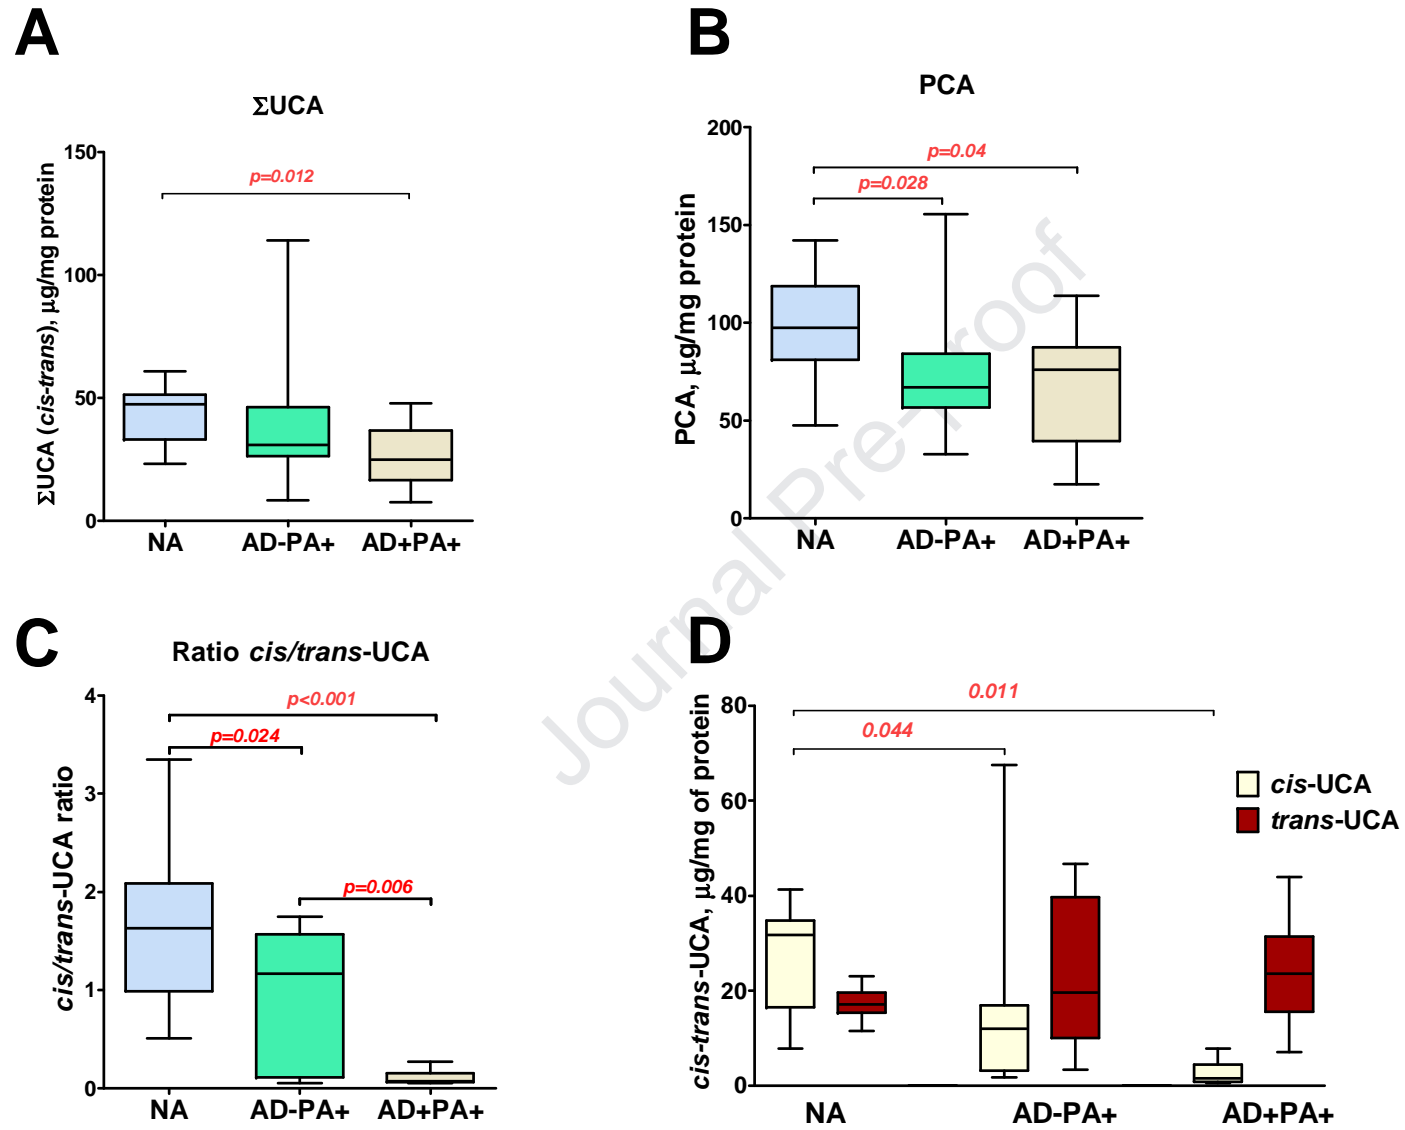 A
ΣUCA
ΣUCA (cis-trans), µg/mg protein
150
100
50
0
p=0.012
NA AD-PA+ AD+PA+
B
PCA
PCA, µg/mg protein
200
150
100
50
0
p=0.04
p=0.028
NA AD-PA+ AD+PA+
C
Ratio cis/trans-UCA
cis/trans-UCA ratio
4
3
2
1
0
p<0.001
p=0.024
p=0.006
NA AD-PA+ AD+PA+
D
cis-trans-UCA, µg/mg of protein
80
60
40
20
0
0.011
0.044
cis-UCA
trans-UCA
NA AD-PA+ AD+PA+
Journal Pre-proof